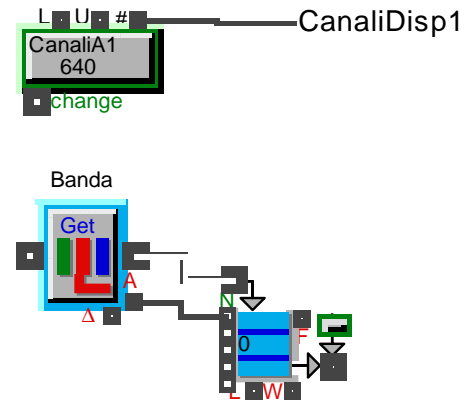 L U #
CanaliDisp1
CanaliA1
640
change
Banda
Get
A
Δ
N
F
0
L W